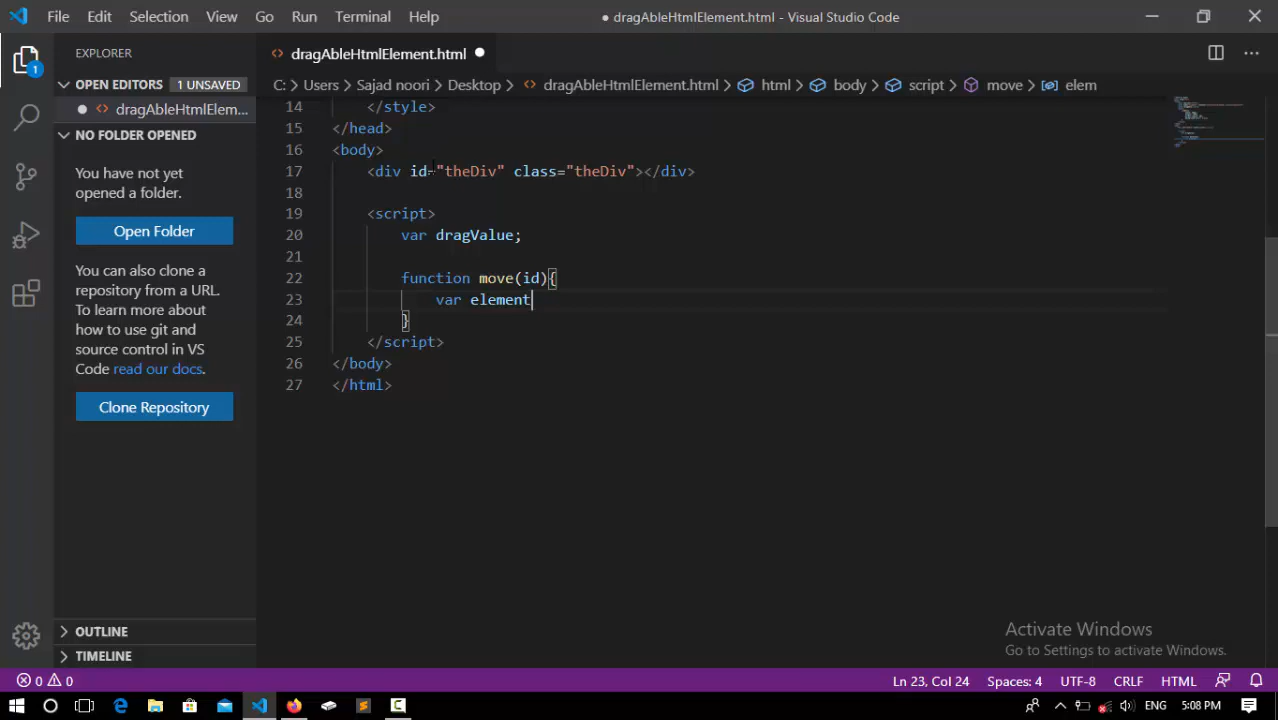 File Edit Selection View Go Run Terminal Help
● dragAbleHtmlElement.html - Visual Studio Code
EXPLORER
OPEN EDITORS 1 UNSAVED
● <> dragAbleHtmlElem...
NO FOLDER OPENED
You have not yet
opened a folder.
Open Folder
You can also clone a
repository from a URL.
To learn more about
how to use git and
source control in VS
Code read our docs.
Clone Repository
OUTLINE
TIMELINE
1
<> dragAbleHtmlElement.html ●
C: > Users > Sajad noori > Desktop > <> dragAbleHtmlElement.html > html > body > script > move > elem
14 </style>
15 </head>
16 <body>
17 <div id="theDiv" class="theDiv"></div>
18
19 <script>
20 var dragValue;
21
22 function move(id){
23 var element
24 }
25 </script>
26 </body>
27 </html>
Activate Windows
Go to Settings to activate Windows.
0 0 Ln 23, Col 24 Spaces: 4 UTF-8 CRLF HTML
ENG 5:08 PM